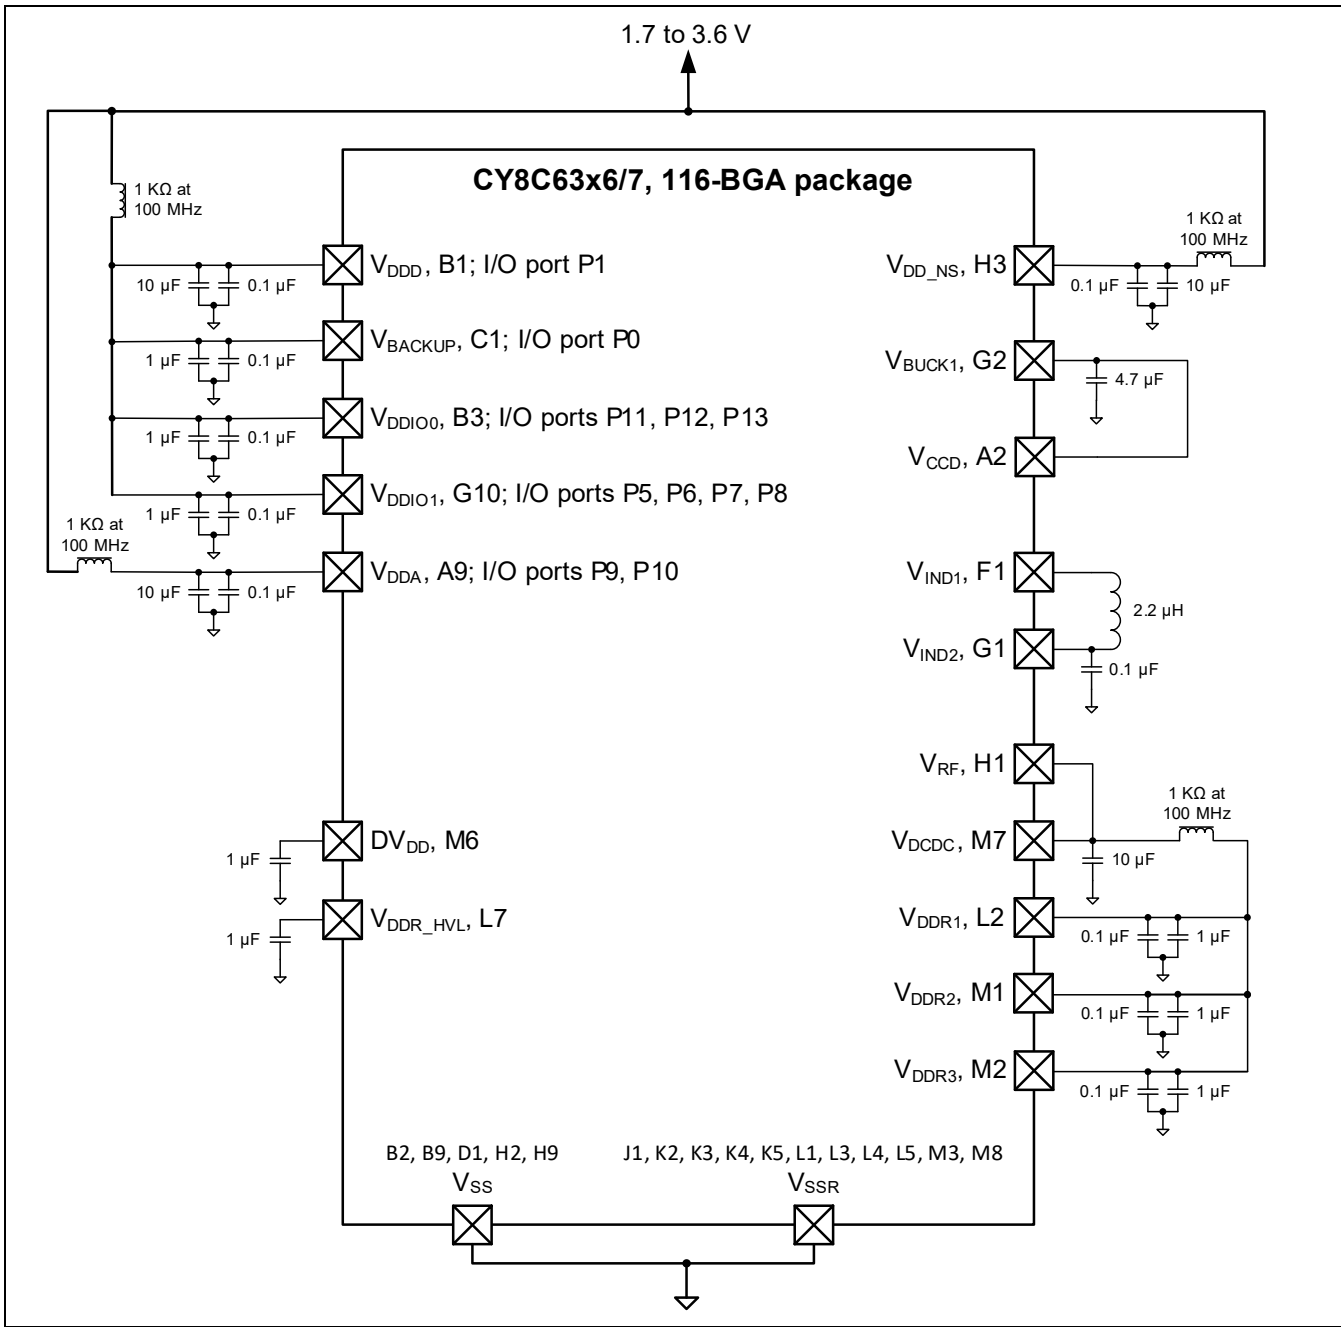 1.7 to 3.6 V
CY8C63x6/7, 116-BGA package
1 KΩ at
100 MHz
10 µF
0.1 µF
VDDD, B1; I/O port P1
1 µF
0.1 µF
VBACKUP, C1; I/O port P0
1 µF
0.1 µF
VDDIO0, B3; I/O ports P11, P12, P13
1 µF
0.1 µF
VDDIO1, G10; I/O ports P5, P6, P7, P8
1 KΩ at
100 MHz
10 µF
0.1 µF
VDDA, A9; I/O ports P9, P10
1 µF
DVDD, M6
1 µF
VDDR_HVL, L7
1 KΩ at
100 MHz
VDD_NS, H3
0.1 µF
10 µF
VBUCK1, G2
4.7 µF
VCCD, A2
VIND1, F1
2.2 µH
VIND2, G1
0.1 µF
VRF, H1
1 KΩ at
100 MHz
VDCDC, M7
10 µF
VDDR1, L2
0.1 µF
1 µF
VDDR2, M1
0.1 µF
1 µF
VDDR3, M2
0.1 µF
1 µF
B2, B9, D1, H2, H9
VSS
J1, K2, K3, K4, K5, L1, L3, L4, L5, M3, M8
VSSR